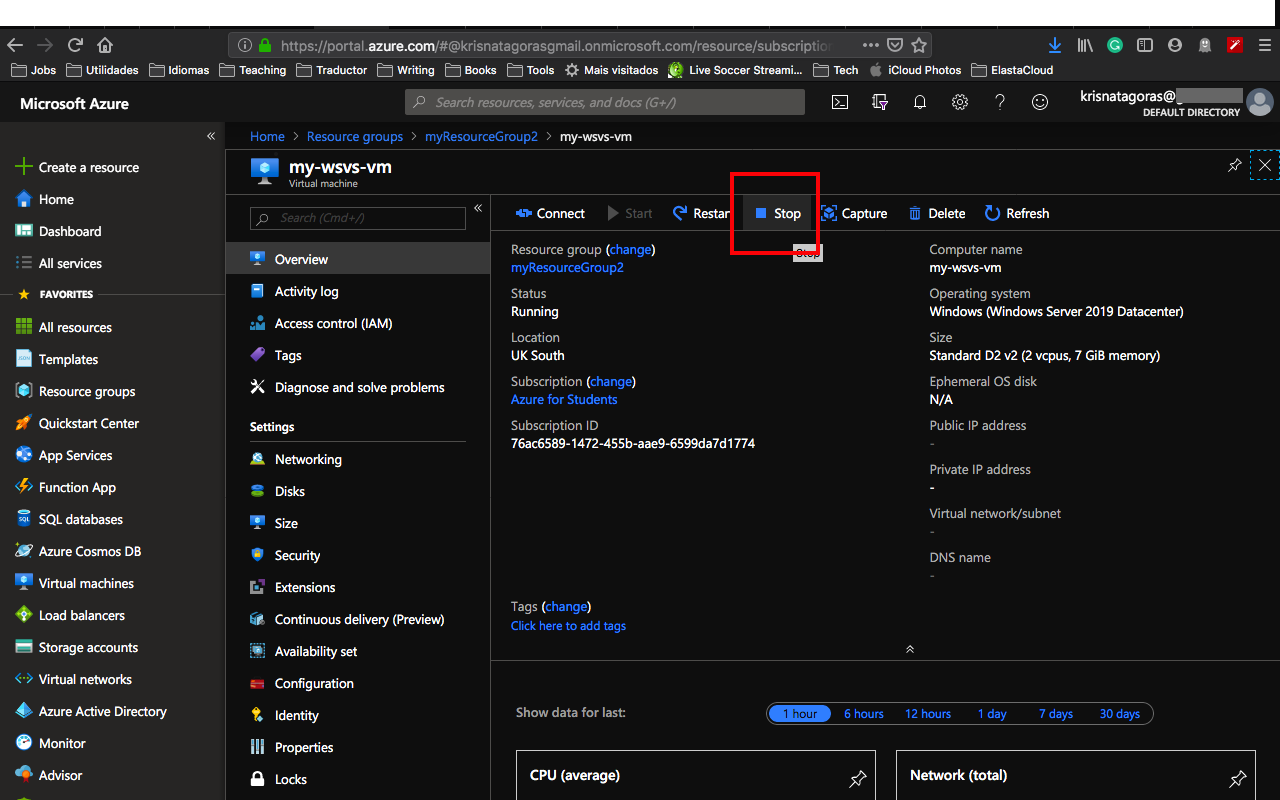 https://portal.azure.com/#@krisnatagorasgmail.onmicrosoft.com/resource/subscription
Jobs Utilidades Idiomas Teaching Traductor Writing Books Tools Mais visitados Live Soccer Streami... Tech iCloud Photos ElastaCloud
Microsoft Azure
Search resources, services, and docs (G+/)
krisnatagoras@
DEFAULT DIRECTORY
Create a resource
Home
Dashboard
All services
FAVORITES
All resources
Templates
Resource groups
Quickstart Center
App Services
Function App
SQL databases
Azure Cosmos DB
Virtual machines
Load balancers
Storage accounts
Virtual networks
Azure Active Directory
Monitor
Advisor
Home > Resource groups > myResourceGroup2 > my-wsvs-vm
my-wsvs-vm
Virtual machine
Search (Cmd+/)
Overview
Activity log
Access control (IAM)
Tags
Diagnose and solve problems
Settings
Networking
Disks
Size
Security
Extensions
Continuous delivery (Preview)
Availability set
Configuration
Identity
Properties
Locks
Connect Start Restar Stop Capture Delete Refresh
Stop
Resource group (change)
myResourceGroup2
Status
Running
Location
UK South
Subscription (change)
Azure for Students
Subscription ID
76ac6589-1472-455b-aae9-6599da7d1774
Computer name
my-wsvs-vm
Operating system
Windows (Windows Server 2019 Datacenter)
Size
Standard D2 v2 (2 vcpus, 7 GiB memory)
Ephemeral OS disk
N/A
Public IP address
-
Private IP address
-
Virtual network/subnet
-
DNS name
-
Tags (change)
Click here to add tags
Show data for last:
1 hour 6 hours 12 hours 1 day 7 days 30 days
CPU (average)
Network (total)